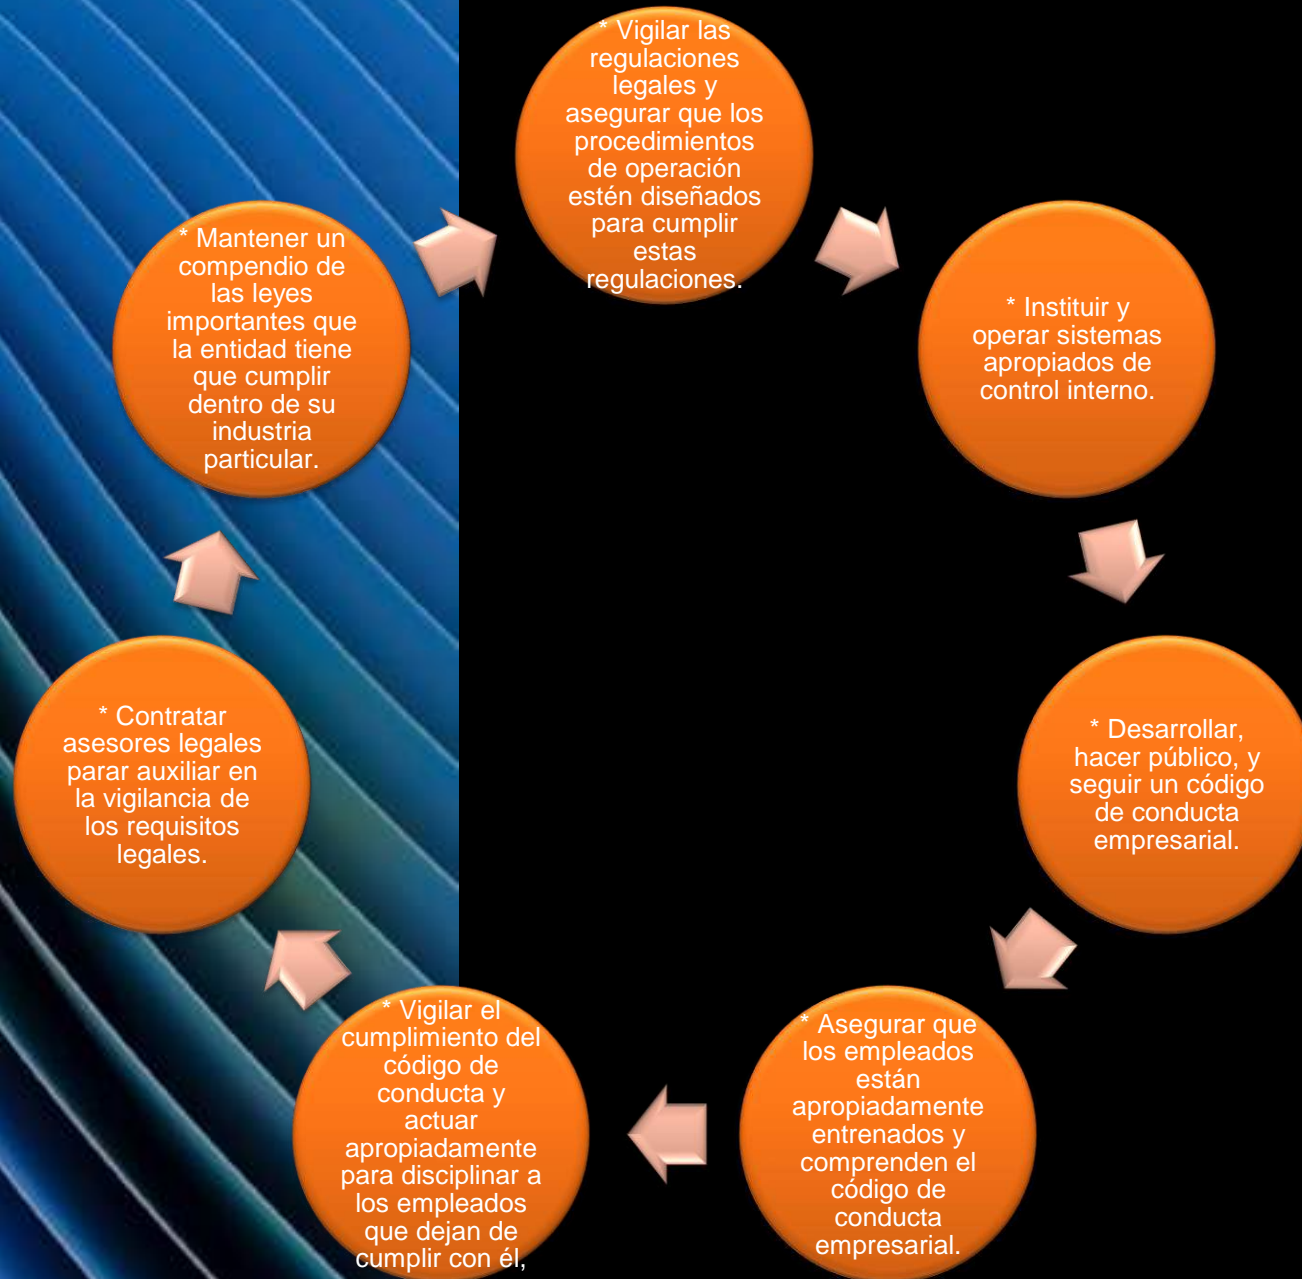 * Vigilar las
regulaciones
legales y
asegurar que los
procedimientos
de operación
estén diseñados
para cumplir
estas
regulaciones.
* Instituir y
operar sistemas
apropiados de
control interno.
* Desarrollar,
hacer público, y
seguir un código
de conducta
empresarial.
* Asegurar que
los empleados
están
apropiadamente
entrenados y
comprenden el
código de
conducta
empresarial.
* Vigilar el
cumplimiento del
código de
conducta y
actuar
apropiadamente
para disciplinar a
los empleados
que dejan de
cumplir con él,
* Contratar
asesores legales
parar auxiliar en
la vigilancia de
los requisitos
legales.
* Mantener un
compendio de
las leyes
importantes que
la entidad tiene
que cumplir
dentro de su
industria
particular.